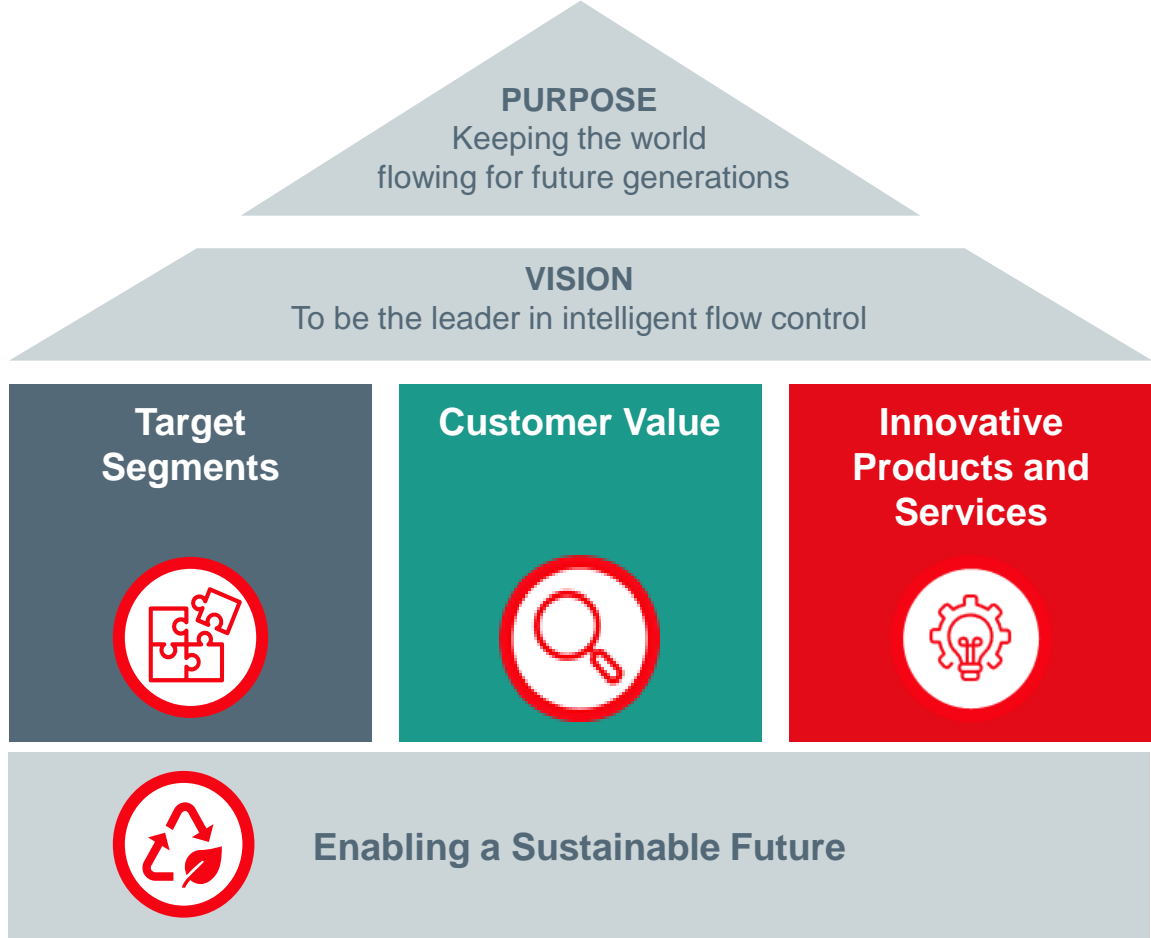 PURPOSE
Keeping the world
flowing for future generations
VISION
To be the leader in intelligent flow control
Target
Segments
Customer Value
Innovative
Products and
Services
Enabling a Sustainable Future